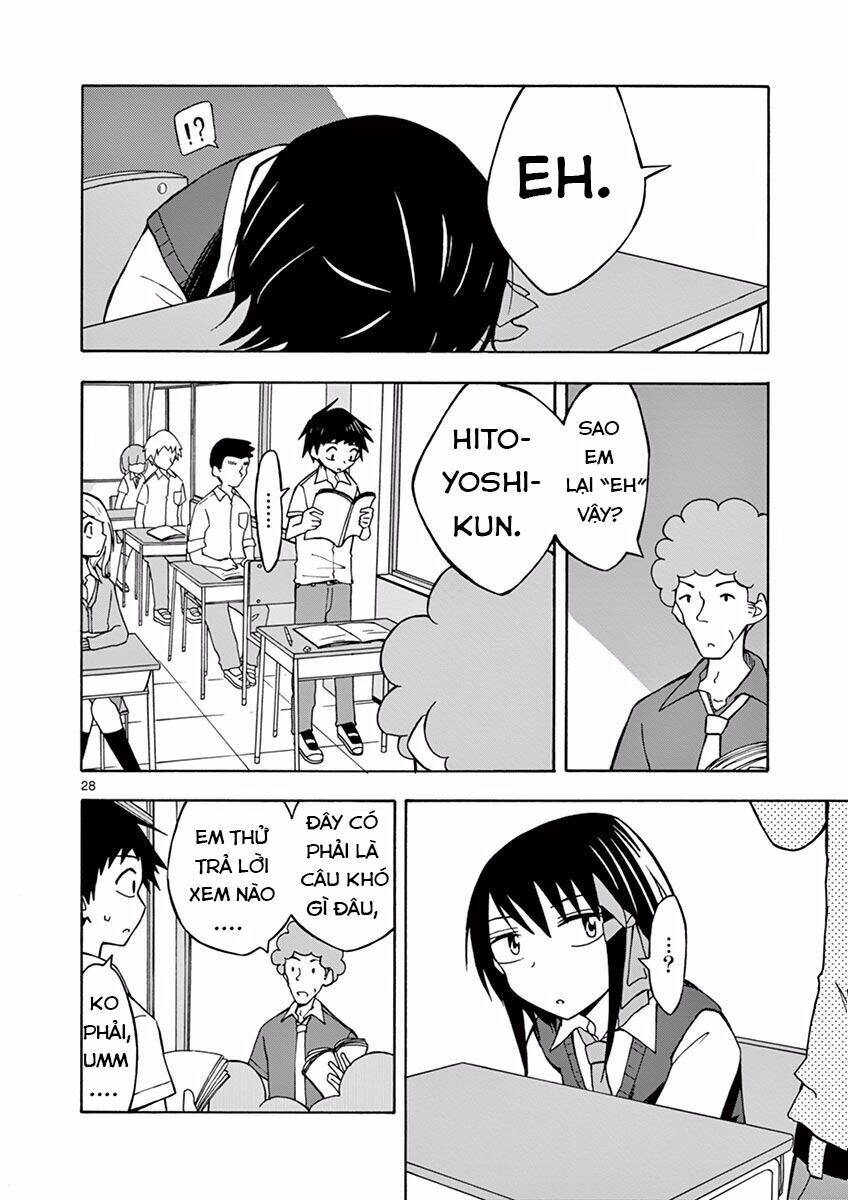 !?
EH.
SAO
EM
LẠI "EH"
VẬY?
HITO-
YOSHI-
KUN.
.....
28
...?
ĐÂY CÓ
PHẢI LÀ
CÂU KHÓ
GÌ ĐÂU,
EM THỬ
TRẢ LỜI
XEM NÀO
....
KO
PHẢI,
UMM
....